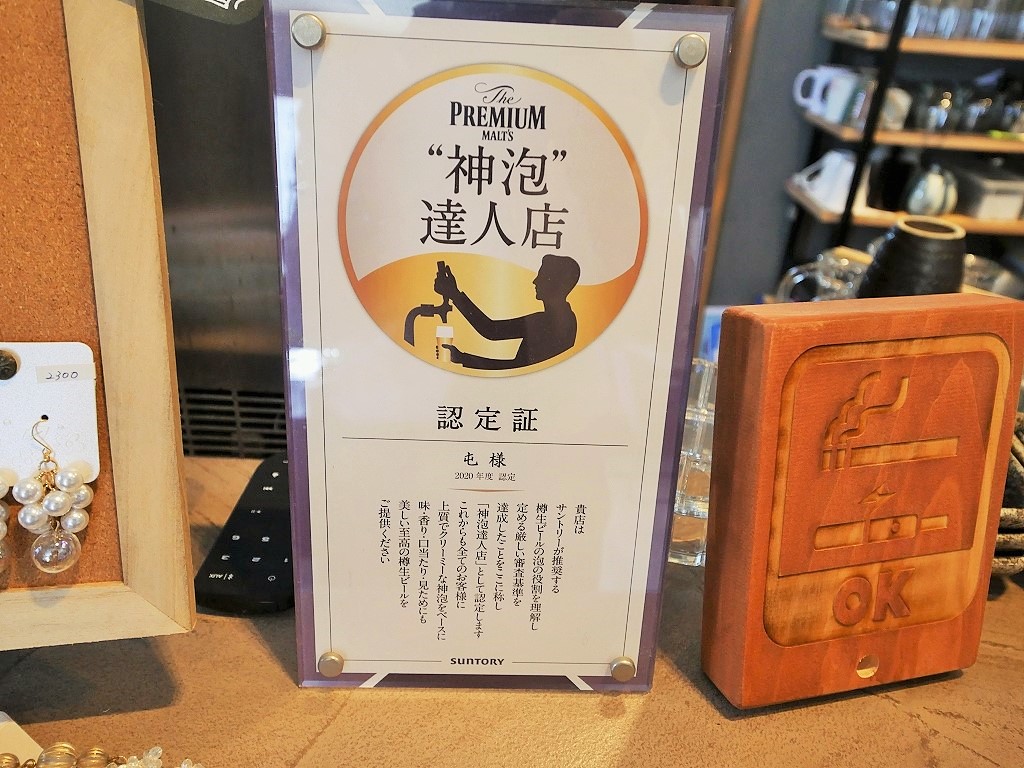 The
PREMIUM
MALT'S
“神泡”
達人店
認定証
屯 様
2020年度 認定
貴店は
サントリーが推奨する
樽生ビールの泡の役割を理解し
定める厳しい審査基準を
達成したことをここに称し
「神泡達人店」として認定します
これからも全てのお客様に
上質でクリーミーな神泡をベースに
味・香り・口当たり・見ためにも
美しい至高の樽生ビールを
ご提供ください
SUNTORY
2300
OK
AUX